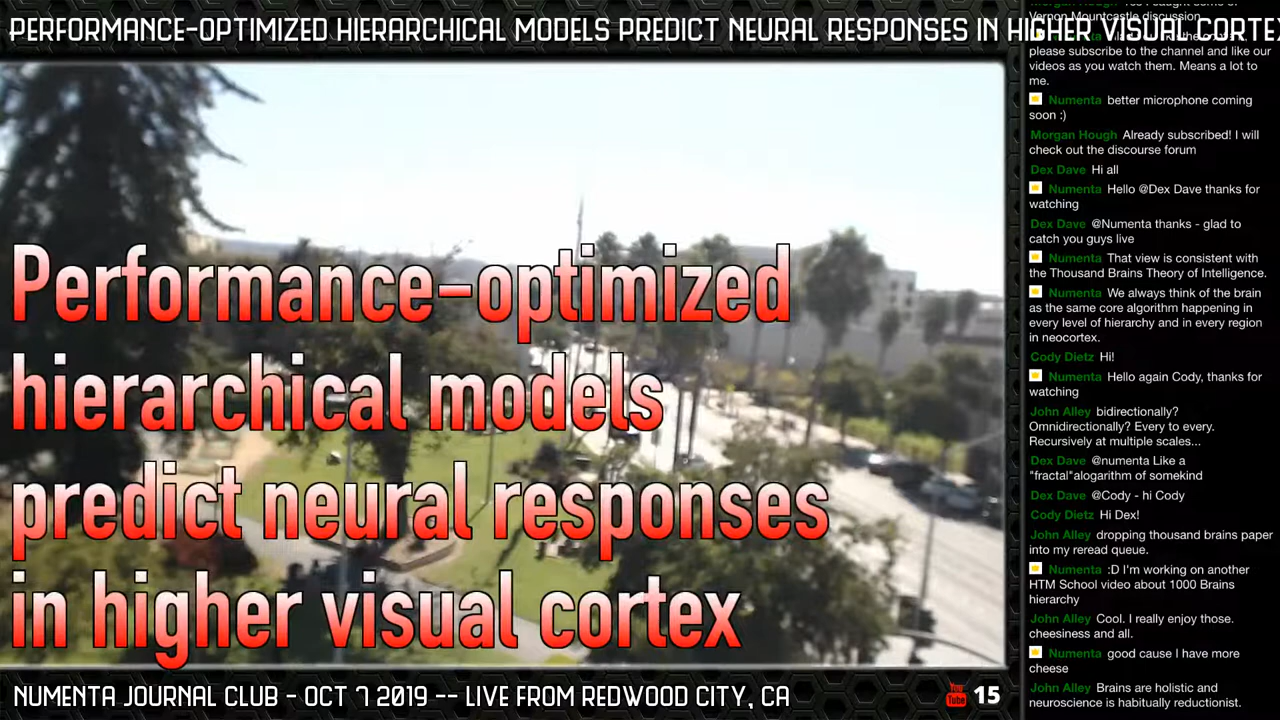 PERFORMANCE-OPTIMIZED HIERARCHICAL MODELS PREDICT NEURAL RESPONSES IN HIGHER VISUAL CORTEX
Performance-optimized
hierarchical models
predict neural responses
in higher visual cortex
NUMENTA JOURNAL CLUB - OCT 7 2019 -- LIVE FROM REDWOOD CITY, CA
You
Tube
15
Vernon Mountcastle discussion
please subscribe to the channel and like our
videos as you watch them. Means a lot to
me.
Numenta better microphone coming
soon :)
Morgan Hough Already subscribed! I will
check out the discourse forum
Dex Dave Hi all
Numenta Hello @Dex Dave thanks for
watching
Dex Dave @Numenta thanks - glad to
catch you guys live
Numenta That view is consistent with
the Thousand Brains Theory of Intelligence.
Numenta We always think of the brain
as the same core algorithm happening in
every level of hierarchy and in every region
in neocortex.
Cody Dietz Hi!
Numenta Hello again Cody, thanks for
watching
John Alley bidirectionally?
Omnidirectionally? Every to every.
Recursively at multiple scales...
Dex Dave @numenta Like a
"fractal"alogarithm of somekind
Dex Dave @Cody - hi Cody
Cody Dietz Hi Dex!
John Alley dropping thousand brains paper
into my reread queue.
Numenta :D I'm working on another
HTM School video about 1000 Brains
hierarchy
John Alley Cool. I really enjoy those.
cheesiness and all.
Numenta good cause I have more
cheese
John Alley Brains are holistic and
neuroscience is habitually reductionist.